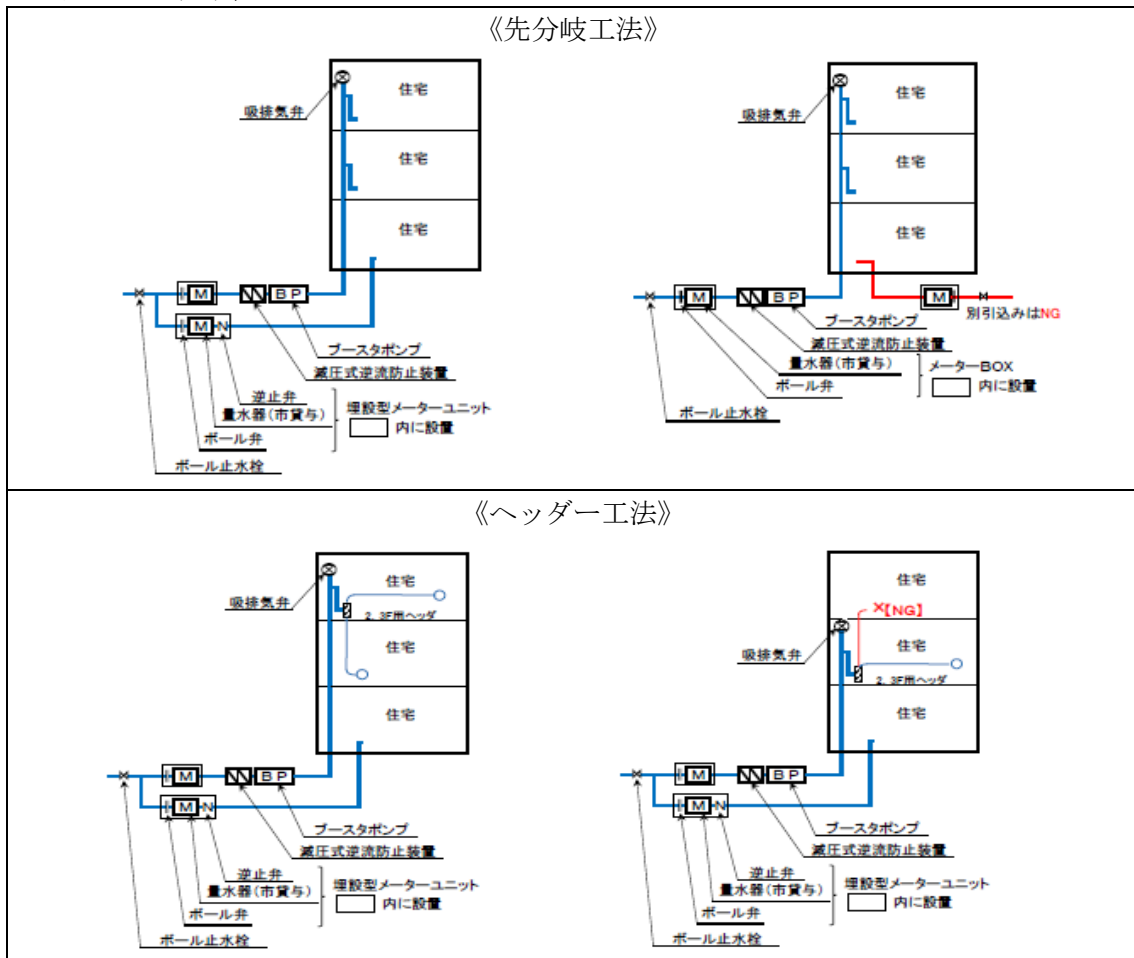 《先分岐工法》
住宅
吸排気弁
住宅
住宅
M
BP
M
N
ブースタポンプ
減圧式逆流防止装置
逆止弁
量水器(市貸与)
ボール弁
埋設型メーターユニット
内に設置
ボール止水栓
住宅
吸排気弁
住宅
住宅
M
BP
M
別引込みはNG
ブースタポンプ
減圧式逆流防止装置
量水器(市貸与)
ボール弁
メーターBOX
内に設置
ボール止水栓
《ヘッダー工法》
住宅
吸排気弁
2，3F用ヘッダ
住宅
住宅
M
BP
M
N
ブースタポンプ
減圧式逆流防止装置
逆止弁
量水器(市貸与)
ボール弁
埋設型メーターユニット
内に設置
ボール止水栓
住宅
×【NG】
吸排気弁
住宅
2，3F用ヘッダ
住宅
M
BP
M
N
ブースタポンプ
減圧式逆流防止装置
逆止弁
量水器(市貸与)
ボール弁
埋設型メーターユニット
内に設置
ボール止水栓